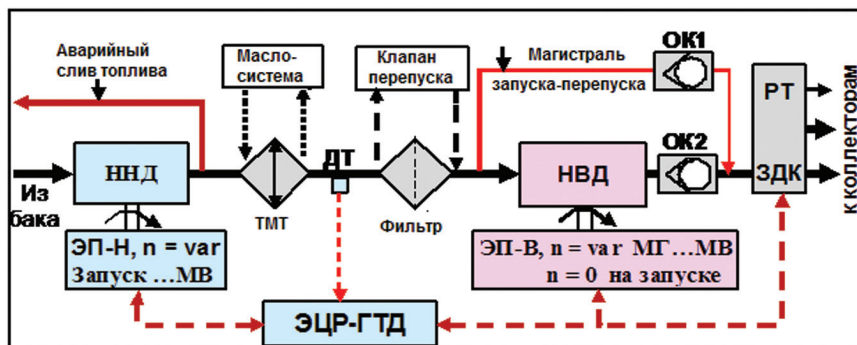 Аварийный
слив топлива
Масло-
система
Клапан
перепуска
Магистраль
запуска-перепуска
ОК1
РТ
ННД
ДТ
ОК2
НВД
ЗДК
Из
бака
ТМТ
Фильтр
к коллекторам
ЭП-Н, n = var
Запуск ...МВ
ЭП-В, n = var МГ...МВ
n = 0 на запуске
ЭЦР-ГТД